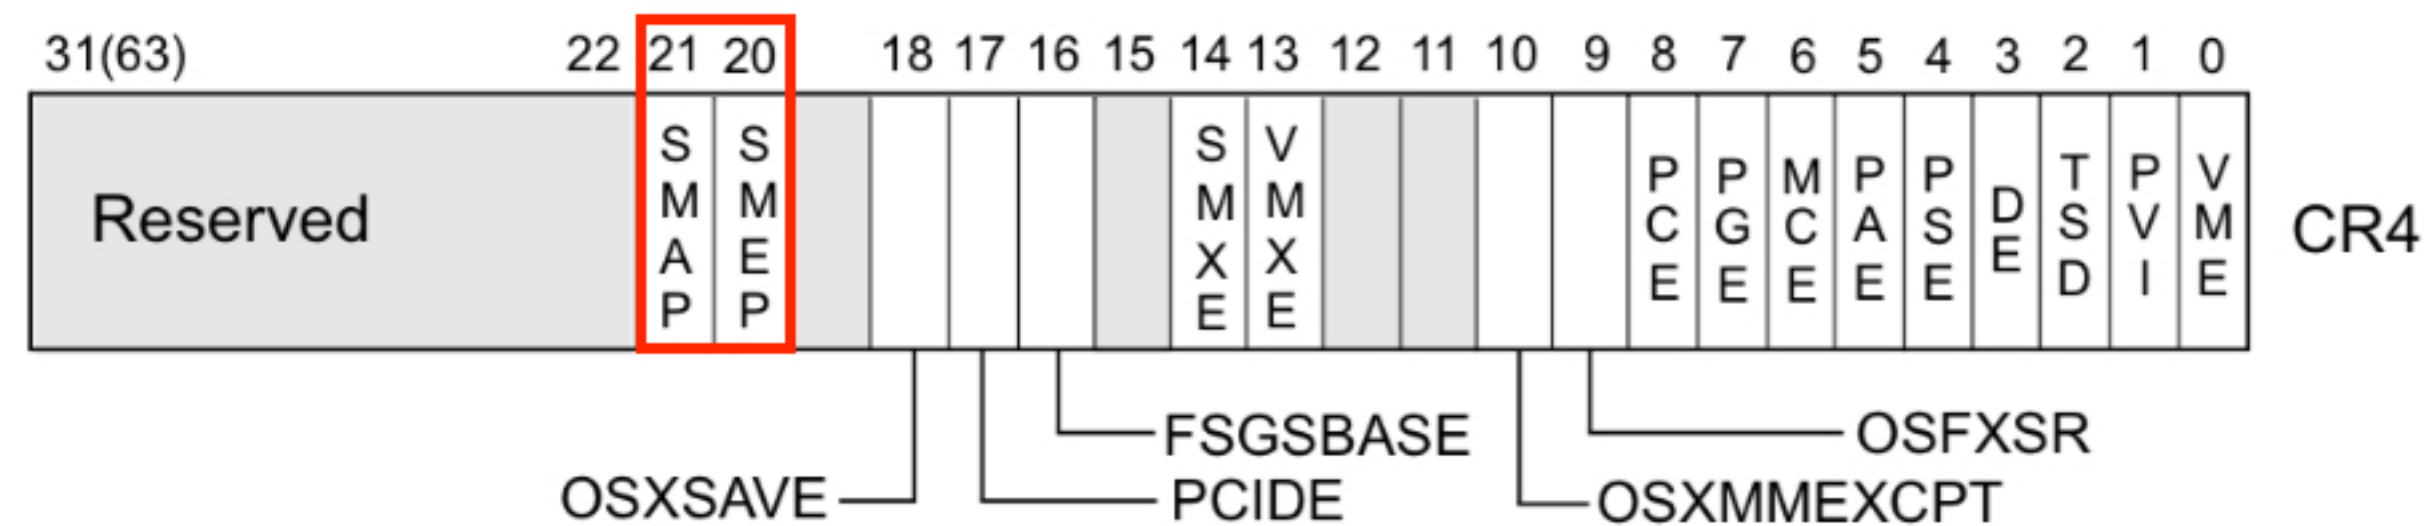 31(63) 22 21 20 18 17 16 15 14 13 12 11 10 9 8 7 6 5 4 3 2 1 0
Reserved SMAP SMEP SMXE VMXE PCE PGE MCE PAE PSE DE TSD PVI VME CR4
FSGSBASE OSFXSR
OSXSAVE PCIDE OSXMMEXCPT